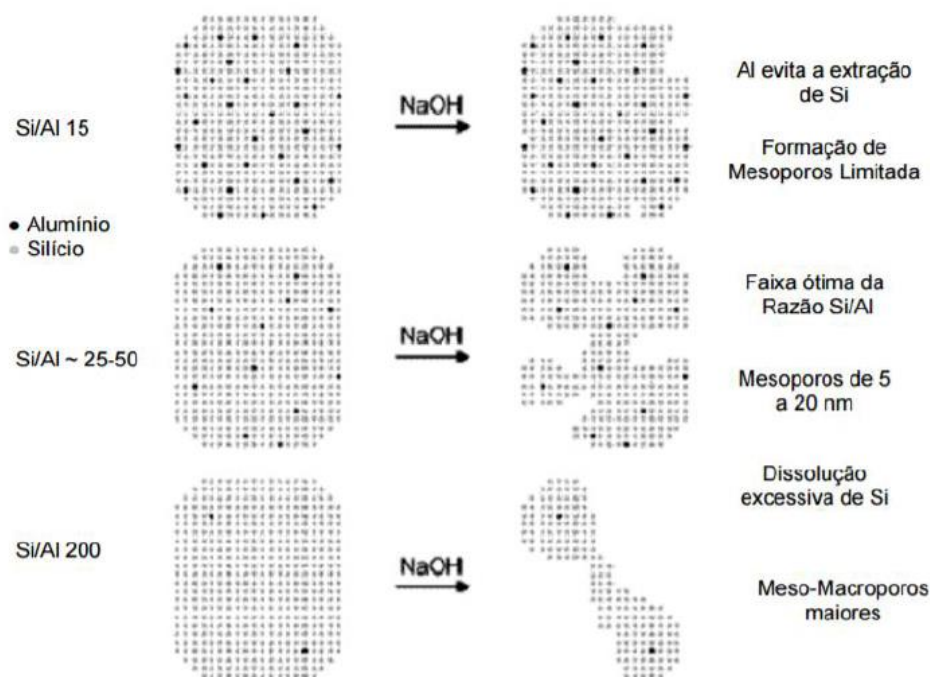 Si/Al 15
NaOH
Al evita a extração
de Si
Formação de
Mesoporos Limitada
Alumínio
Silício
Si/Al ~ 25-50
NaOH
Faixa ótima da
Razão Si/Al
Mesoporos de 5
a 20 nm
Si/Al 200
NaOH
Dissolução
excessiva de Si
Meso-Macroporos
maiores